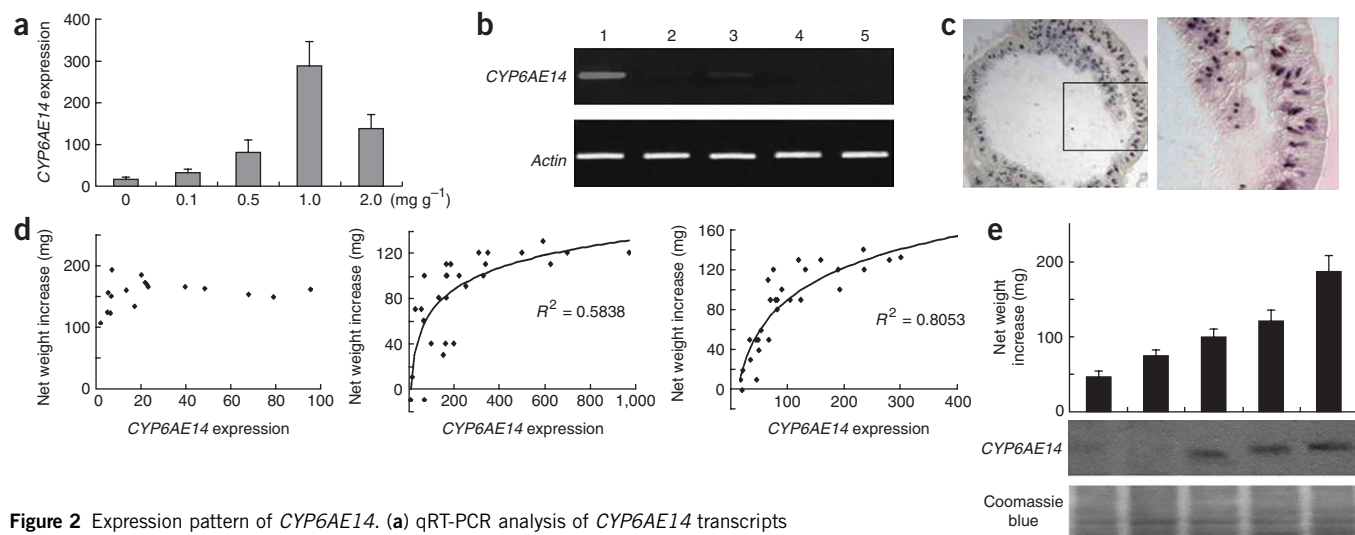 a
CYP6AE14 expression
400
300
200
100
0
0 0.1 0.5 1.0 2.0 (mg g–1)
b
1 2 3 4 5
CYP6AE14
Actin
c
d
Net weight increase (mg)
200
100
0
0 20 40 60 80 100
CYP6AE14 expression
Net weight increase (mg)
120
80
40
0
200 400 600 800 1,000
CYP6AE14 expression
R2 = 0.5838
Net weight increase (mg)
160
120
80
40
0
100 200 300 400
CYP6AE14 expression
R2 = 0.8053
e
Net weight
increase (mg)
200
100
0
CYP6AE14
Coomassie
blue
Figure 2 Expression pattern of CYP6AE14. (a) qRT-PCR analysis of CYP6AE14 transcripts